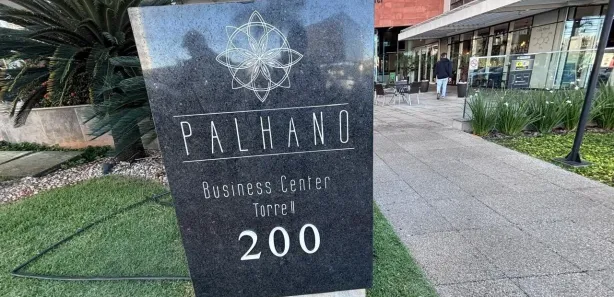 PALHANO
Business Center
Torre II
200